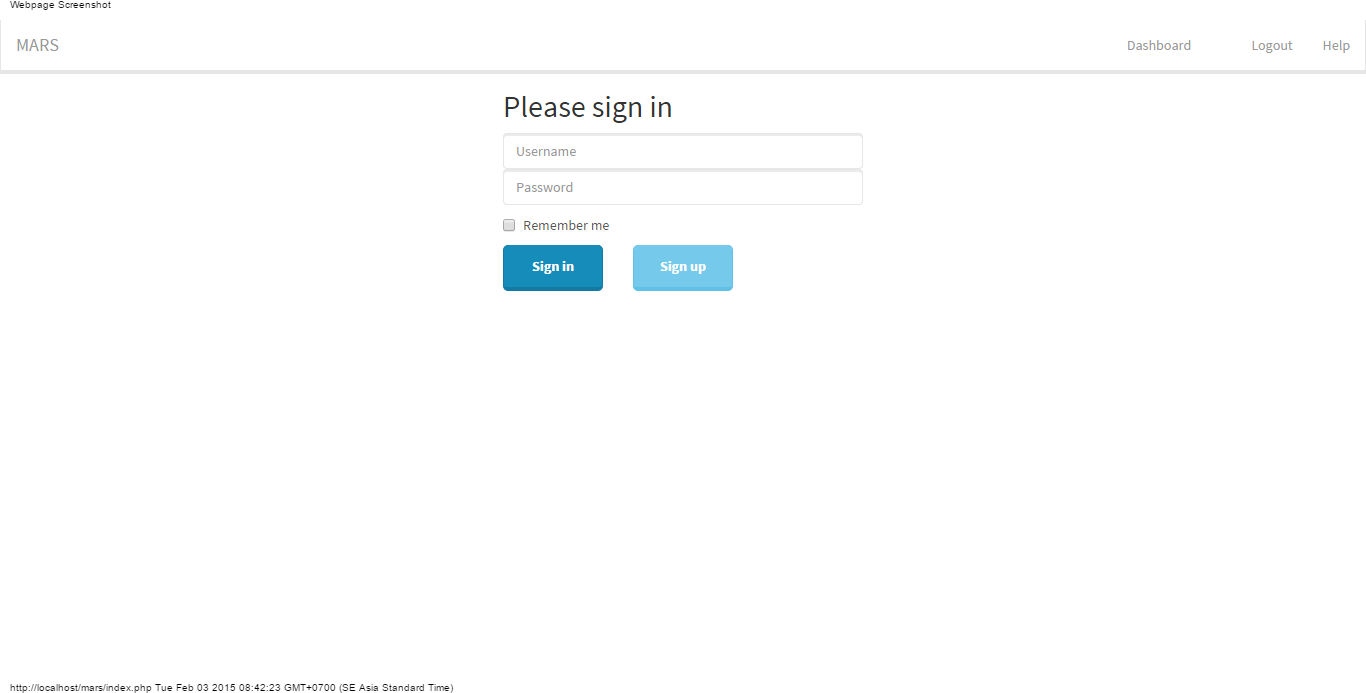 Webpage Screenshot
MARS Dashboard Logout Help
Please sign in
Username
Password
Remember me
Sign in Sign up
http://localhost/mars/index.php Tue Feb 03 2015 08:42:23 GMT+0700 (SE Asia Standard Time)